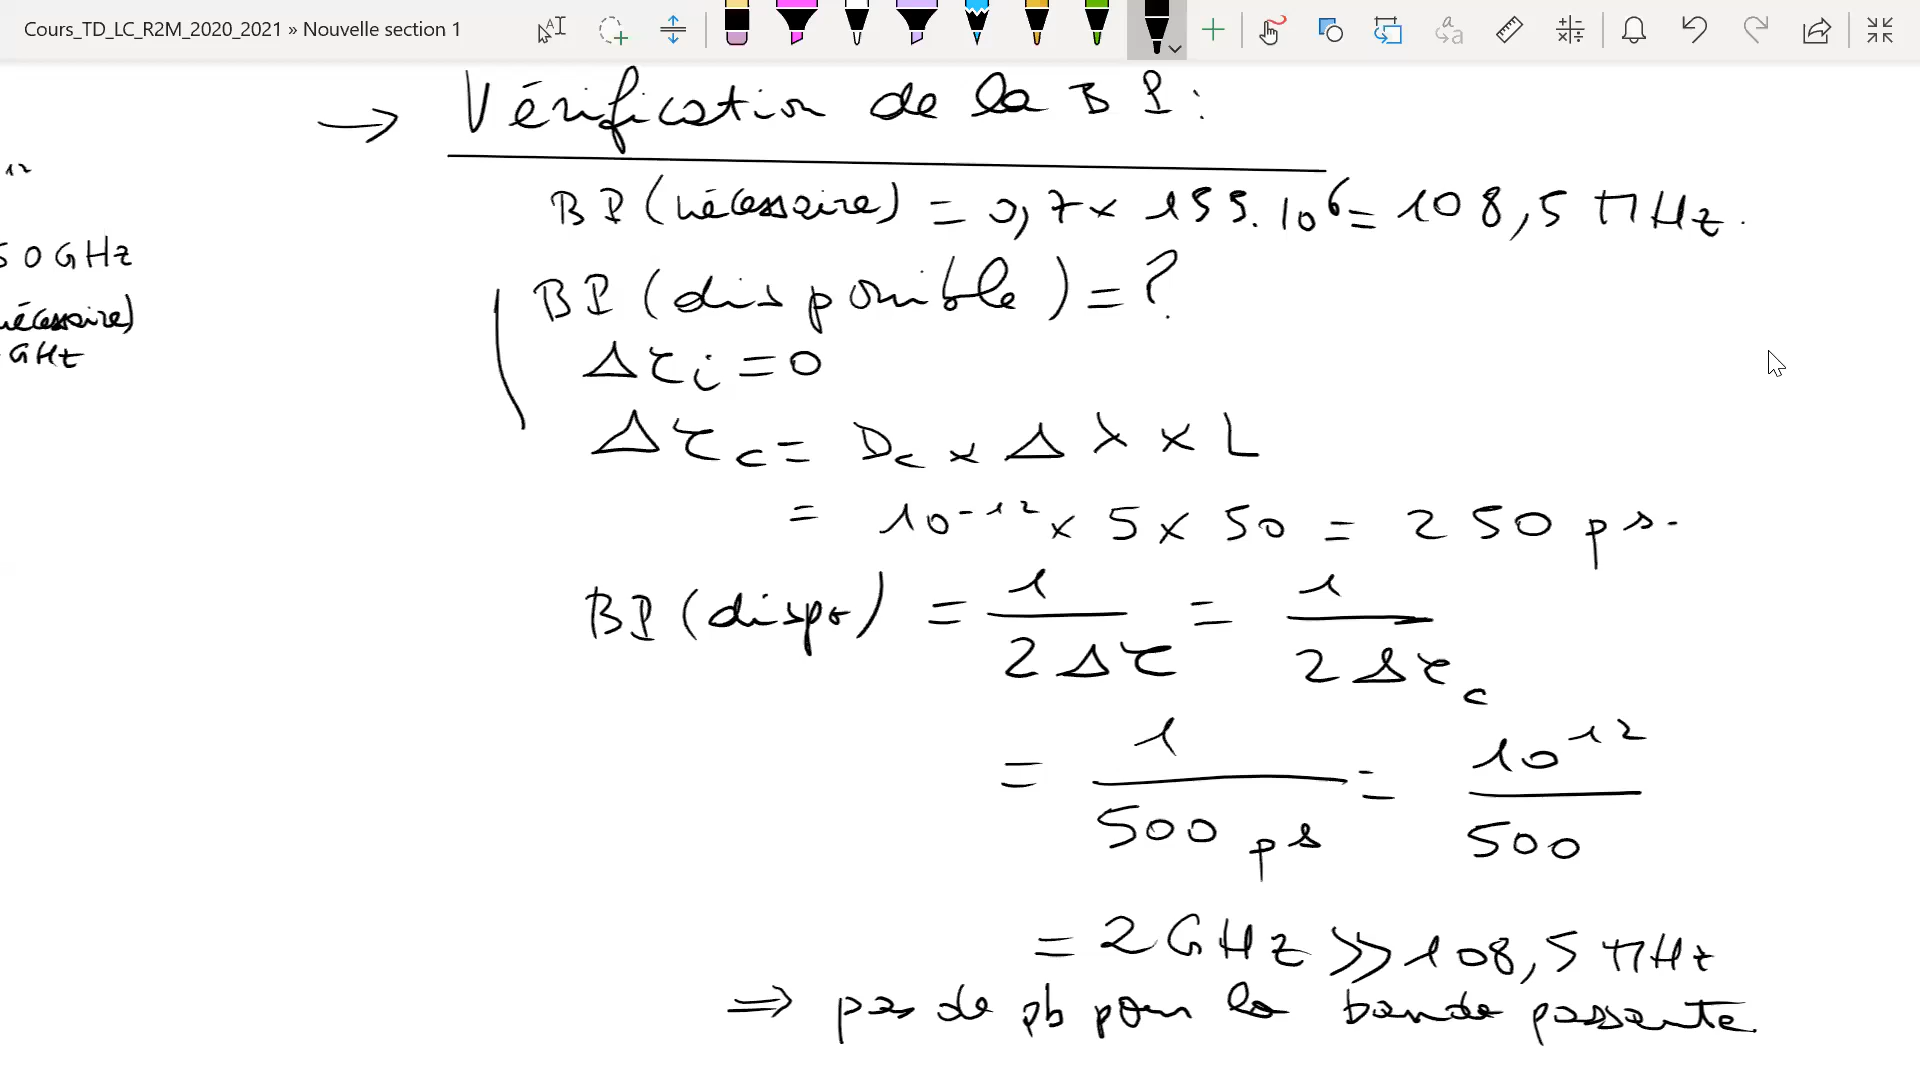 Cours_TD_LC_R2M_2020_2021 » Nouvelle section 1
→ Vérification de la BP :
12
50 GHz
nécessaire)
GHz
BP (nécessaire) = 0,7 × 155.10⁶ = 108,5 MHz.
BP (disponible) = ?
Δτi = 0
Δτc = Dc × Δλ × L
= 10⁻¹² × 5 × 50 = 250 ps.
BP (dispo) = 1/(2Δτ) = 1/(2Δτc)
= 1/(500 ps) = 10¹²/500
= 2 GHz >> 108,5 MHz
⇒ pas de pb pour la bande passante